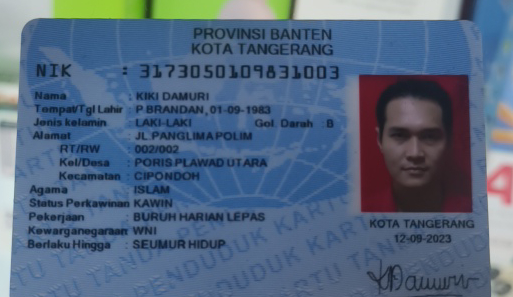 PROVINSI BANTEN
KOTA TANGERANG
NIK : 3173050109831003
Nama : KIKI DAMURI
Tempat/Tgl Lahir : P.BRANDAN, 01-09-1983
Jenis kelamin : LAKI-LAKI Gol. Darah : B
Alamat : JL.PANGLIMA POLIM
RT/RW : 002/002
Kel/Desa : PORIS PLAWAD UTARA
Kecamatan : CIPONDOH
Agama : ISLAM
Status Perkawinan : KAWIN
Pekerjaan : BURUH HARIAN LEPAS
Kewarganegaraan : WNI
Berlaku Hingga : SEUMUR HIDUP
KOTA TANGERANG
12-09-2023